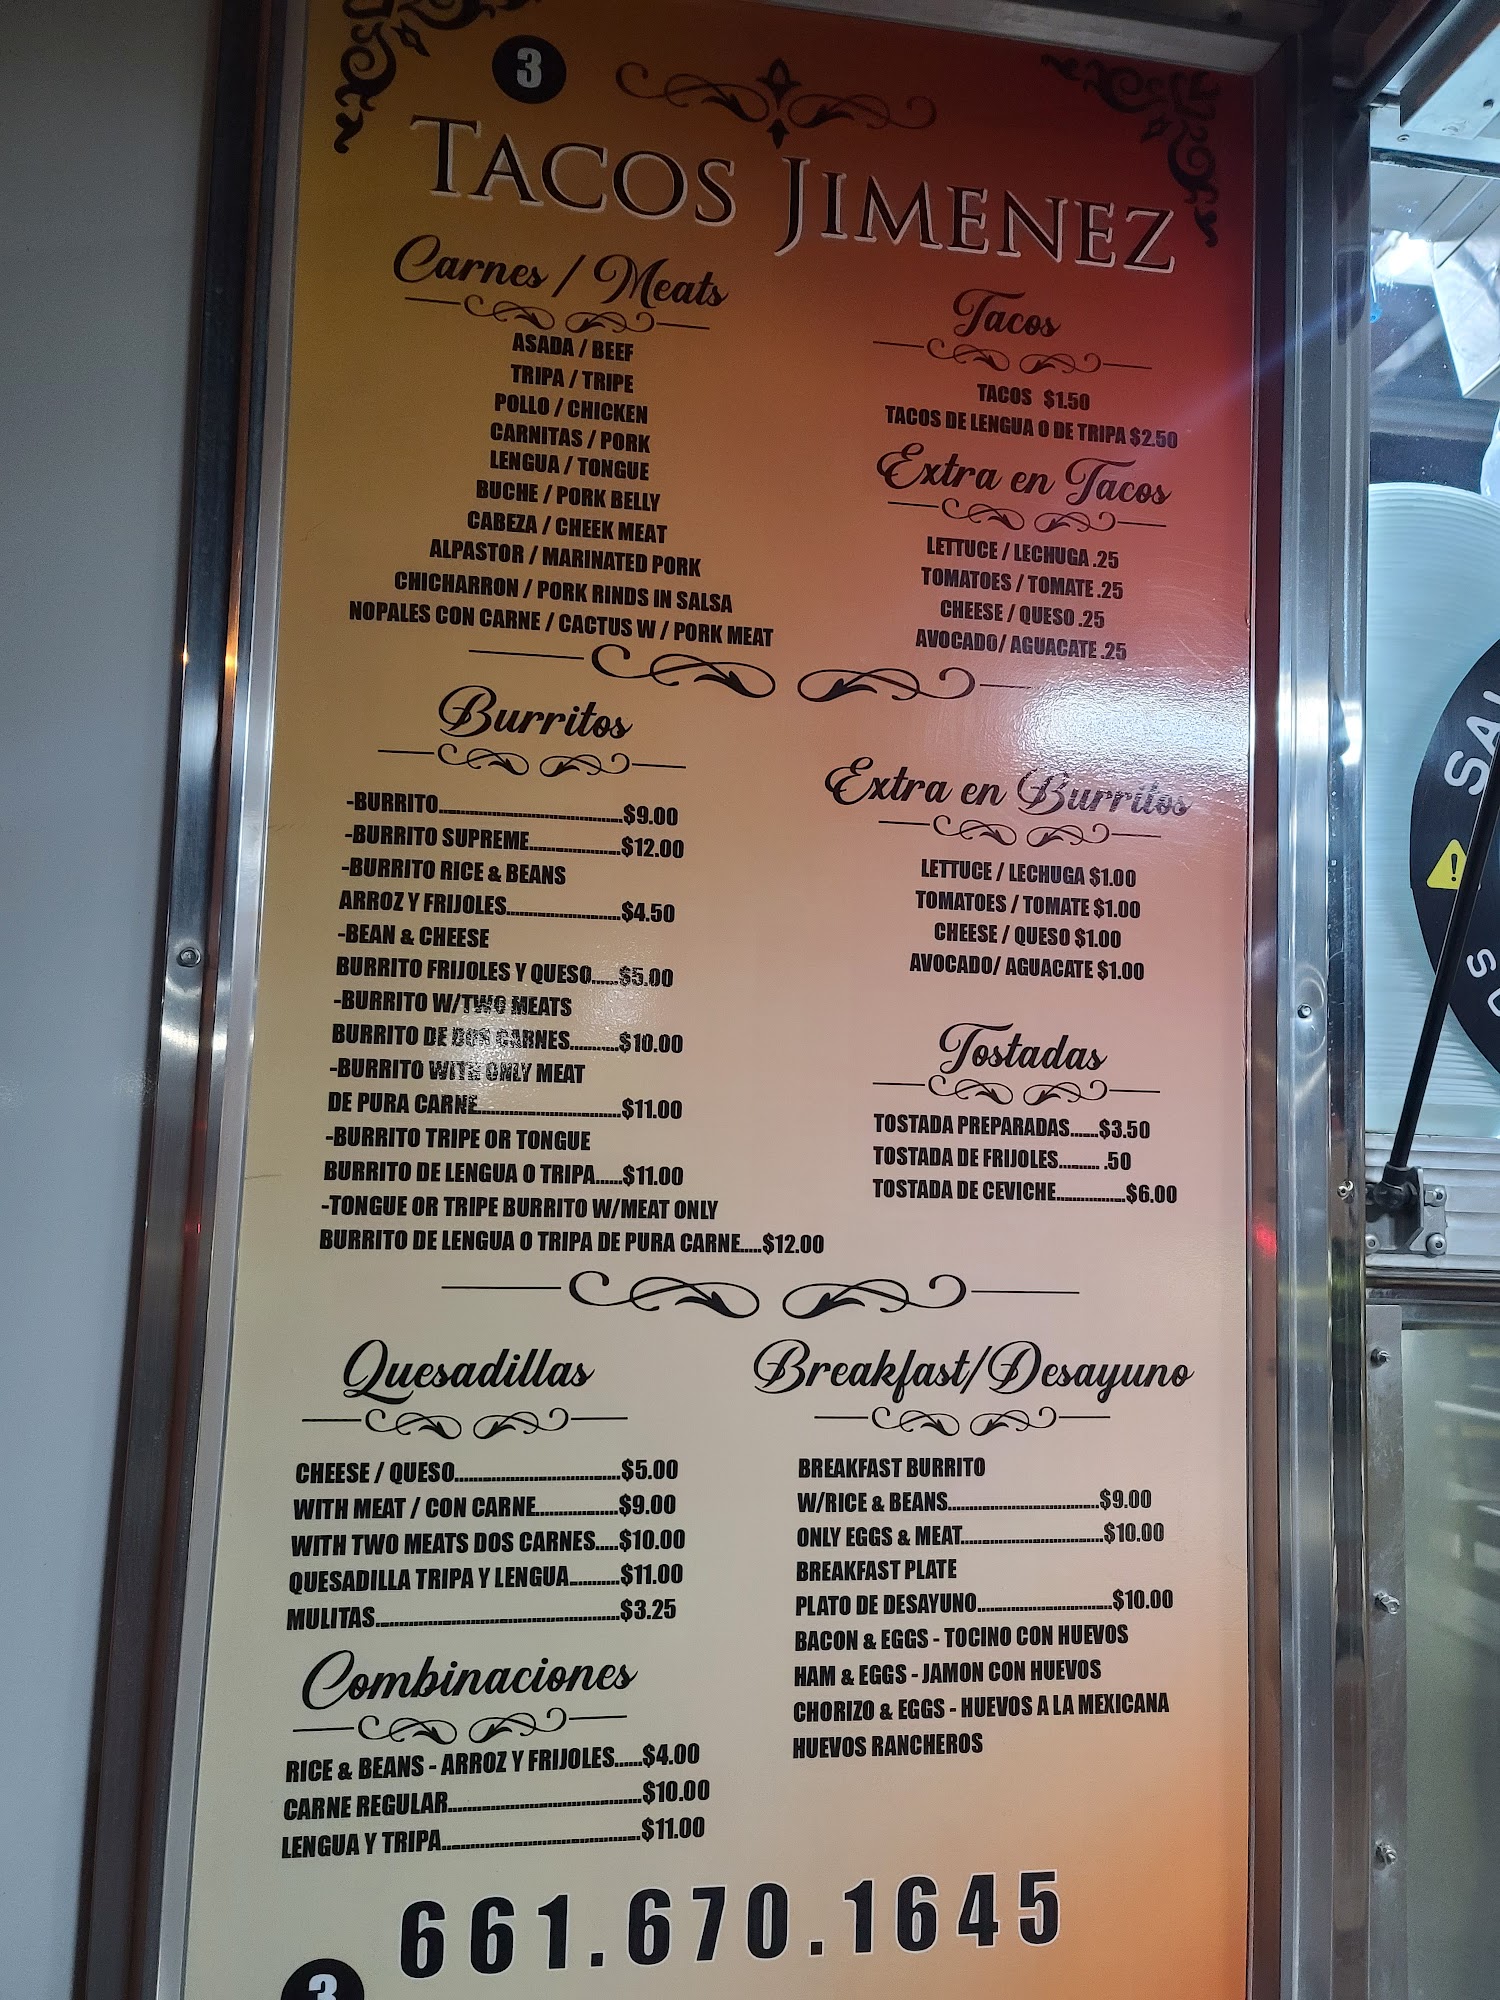 3
TACOS JIMENEZ
Carnes / Meats
ASADA / BEEF
TRIPA / TRIPE
POLLO / CHICKEN
CARNITAS / PORK
LENGUA / TONGUE
BUCHE / PORK BELLY
CABEZA / CHEEK MEAT
ALPASTOR / MARINATED PORK
CHICHARRON / PORK RINDS IN SALSA
NOPALES CON CARNE / CACTUS W / PORK MEAT
Tacos
TACOS $1.50
TACOS DE LENGUA O DE TRIPA $2.50
Extra en Tacos
LETTUCE / LECHUGA .25
TOMATOES / TOMATE .25
CHEESE / QUESO .25
AVOCADO/ AGUACATE .25
Burritos
-BURRITO.....$9.00
-BURRITO SUPREME.....$12.00
-BURRITO RICE & BEANS
ARROZ Y FRIJOLES.....$4.50
-BEAN & CHEESE
BURRITO FRIJOLES Y QUESO.....$5.00
-BURRITO W/TWO MEATS
BURRITO DE DOS CARNES.....$10.00
-BURRITO WITH ONLY MEAT
DE PURA CARNE.....$11.00
-BURRITO TRIPE OR TONGUE
BURRITO DE LENGUA O TRIPA.....$11.00
-TONGUE OR TRIPE BURRITO W/MEAT ONLY
BURRITO DE LENGUA O TRIPA DE PURA CARNE.....$12.00
Extra en Burritos
LETTUCE / LECHUGA $1.00
TOMATOES / TOMATE $1.00
CHEESE / QUESO $1.00
AVOCADO/ AGUACATE $1.00
Tostadas
TOSTADA PREPARADAS.....$3.50
TOSTADA DE FRIJOLES..... .50
TOSTADA DE CEVICHE.....$6.00
Quesadillas
CHEESE / QUESO.....$5.00
WITH MEAT / CON CARNE.....$9.00
WITH TWO MEATS DOS CARNES.....$10.00
QUESADILLA TRIPA Y LENGUA.....$11.00
MULITAS.....$3.25
Combinaciones
RICE & BEANS - ARROZ Y FRIJOLES.....$4.00
CARNE REGULAR.....$10.00
LENGUA Y TRIPA.....$11.00
Breakfast/Desayuno
BREAKFAST BURRITO
W/RICE & BEANS.....$9.00
ONLY EGGS & MEAT.....$10.00
BREAKFAST PLATE
PLATO DE DESAYUNO.....$10.00
BACON & EGGS - TOCINO CON HUEVOS
HAM & EGGS - JAMON CON HUEVOS
CHORIZO & EGGS - HUEVOS A LA MEXICANA
HUEVOS RANCHEROS
661.670.1645
3